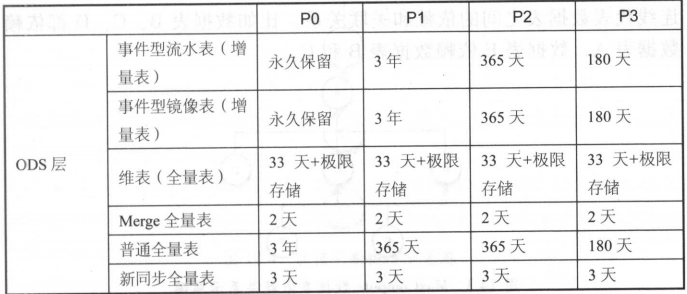 P0 P1 P2 P3
ODS 层
事件型流水表（增量表） 永久保留 3 年 365 天 180 天
事件型镜像表（增量表） 永久保留 3 年 365 天 180 天
维表（全量表） 33 天+极限存储 33 天+极限存储 33 天+极限存储 33 天+极限存储
Merge 全量表 2 天 2 天 2 天 2 天
普通全量表 3 年 365 天 365 天 180 天
新同步全量表 3 天 3 天 3 天 3 天